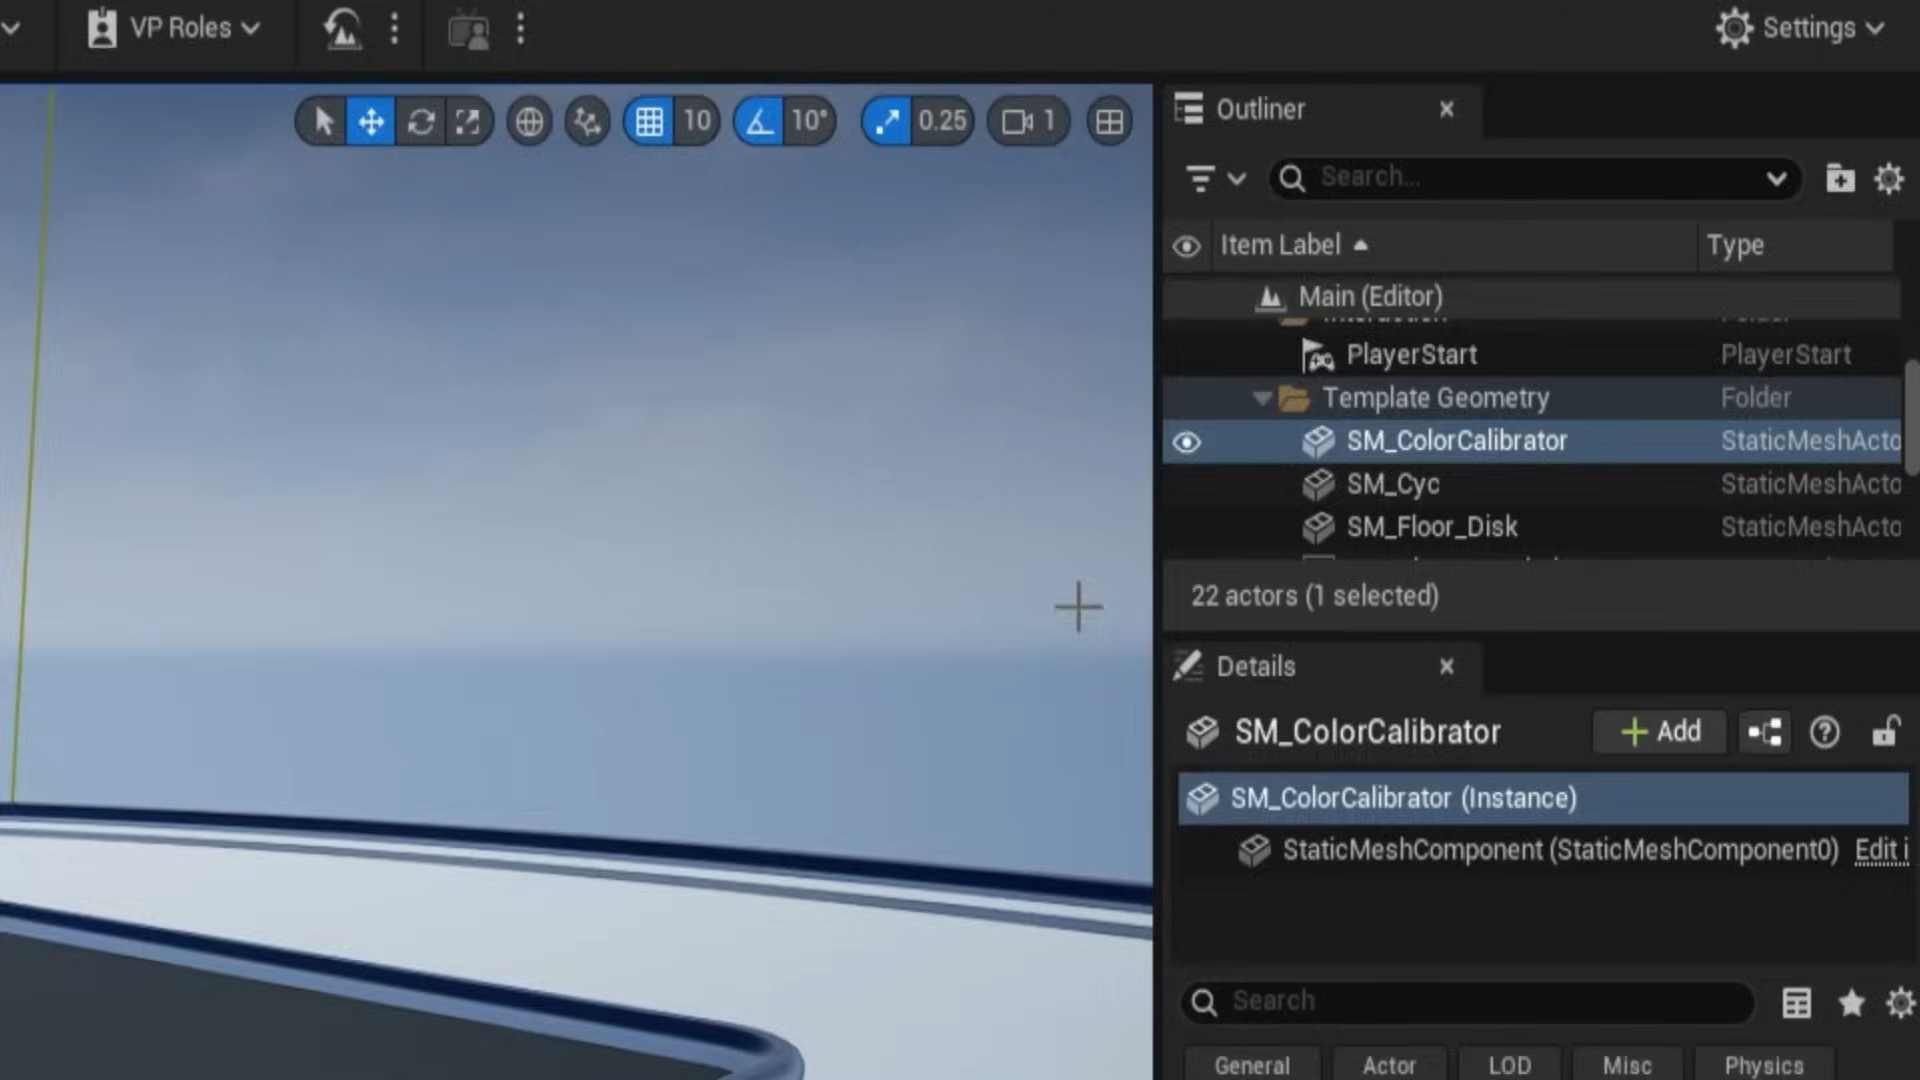 VP Roles
Settings
10 10° 0.25 1
Outliner
Search...
Item Label Type
Main (Editor)
PlayerStart PlayerStart
Template Geometry Folder
SM_ColorCalibrator StaticMeshActo
SM_Cyc StaticMeshActo
SM_Floor_Disk StaticMeshActo
22 actors (1 selected)
Details
SM_ColorCalibrator + Add
SM_ColorCalibrator (Instance)
StaticMeshComponent (StaticMeshComponent0) Edit i
Search
General Actor LOD Misc Physics